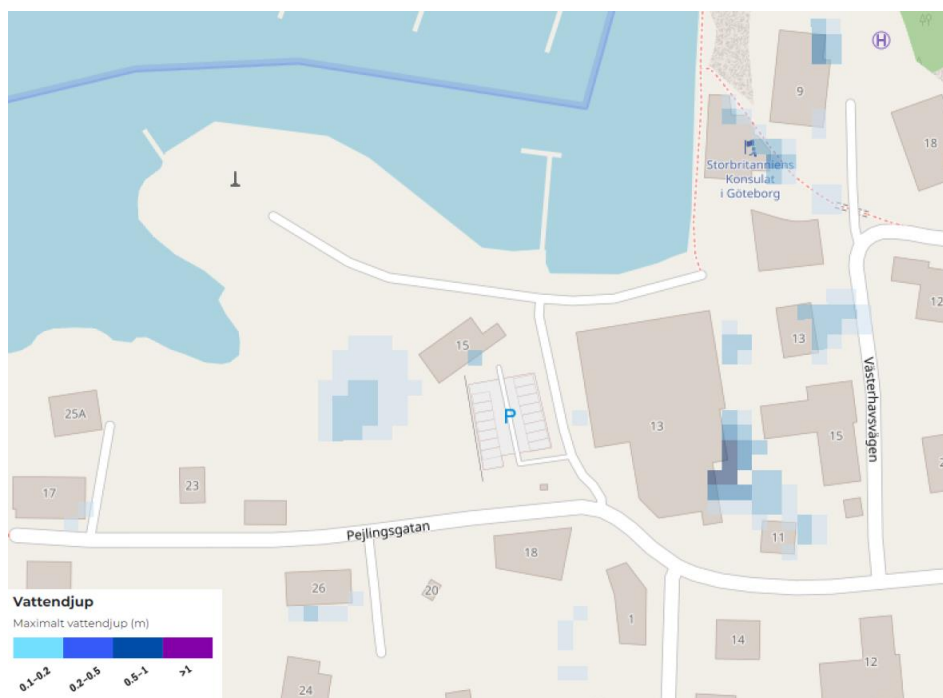 H
9
18
Storbritanniens
Konsulat
i Göteborg
12
13
15
Västerhavsvägen
15
P
13
25A
17
23
11
Pejlingsgatan
18
26
20
1
14
12
24
Vattendjup
Maximalt vattendjup (m)
0.1–0.2
0.2–0.5
0.5–1
>1